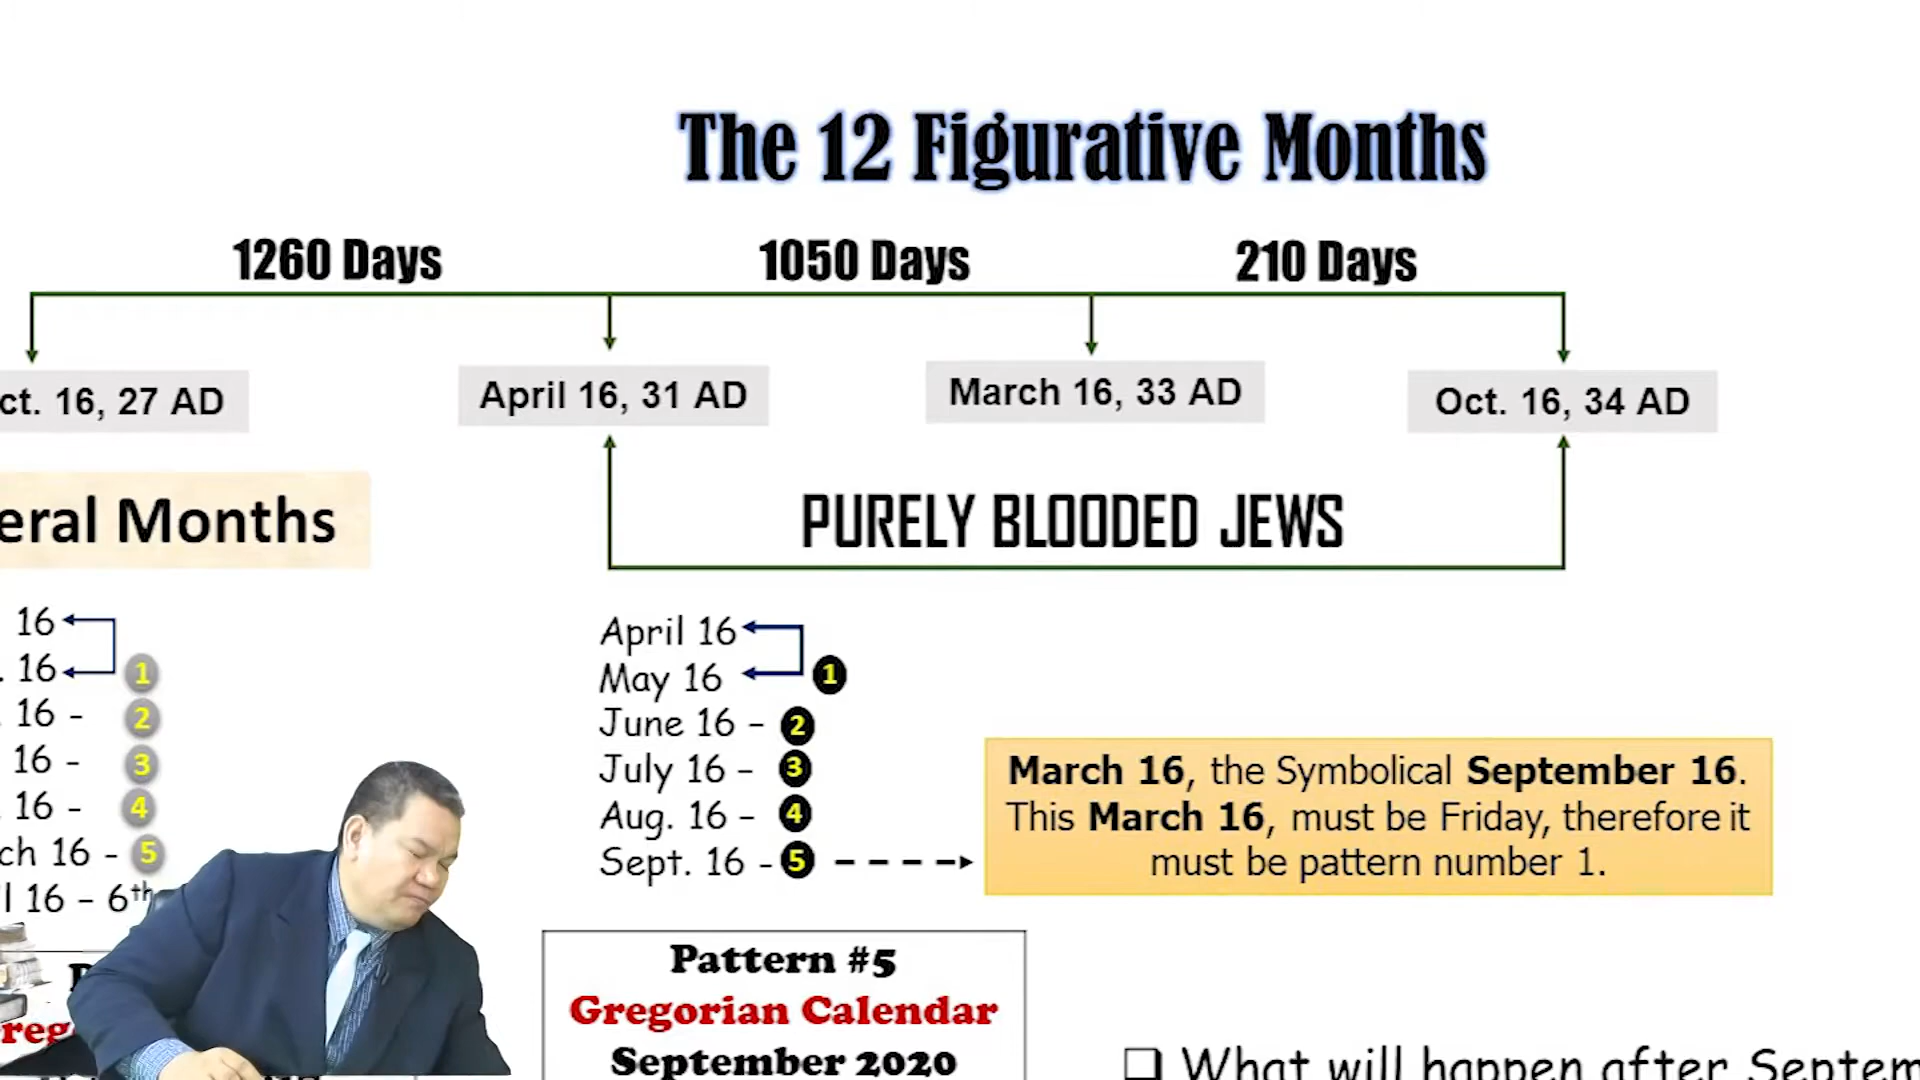 The 12 Figurative Months
1260 Days
1050 Days
210 Days
ct. 16, 27 AD
April 16, 31 AD
March 16, 33 AD
Oct. 16, 34 AD
eral Months
PURELY BLOODED JEWS
16
. 16 1
16 - 2
16 - 3
16 - 4
ch 16 - 5
l 16 - 6th
April 16
May 16 1
June 16 - 2
July 16 - 3
Aug. 16 - 4
Sept. 16 - 5
March 16, the Symbolical September 16.
This March 16, must be Friday, therefore it
must be pattern number 1.
Pattern #5
Gregorian Calendar
September 2020
reg
❑ What will happen after Septem